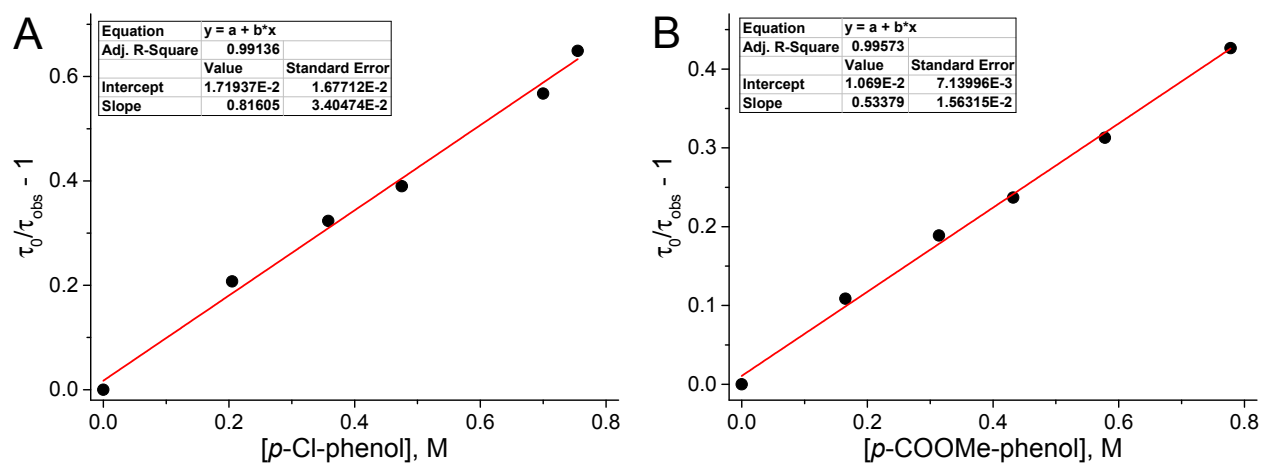 A
Equation y = a + b*x
Adj. R-Square 0.99136
Value Standard Error
Intercept 1.71937E-2 1.67712E-2
Slope 0.81605 3.40474E-2
0.6
0.4
0.2
0.0
τ0/τobs - 1
0.0 0.2 0.4 0.6 0.8
[p-Cl-phenol], M
B
Equation y = a + b*x
Adj. R-Square 0.99573
Value Standard Error
Intercept 1.069E-2 7.13996E-3
Slope 0.53379 1.56315E-2
0.4
0.3
0.2
0.1
0.0
τ0/τobs - 1
0.0 0.2 0.4 0.6 0.8
[p-COOMe-phenol], M